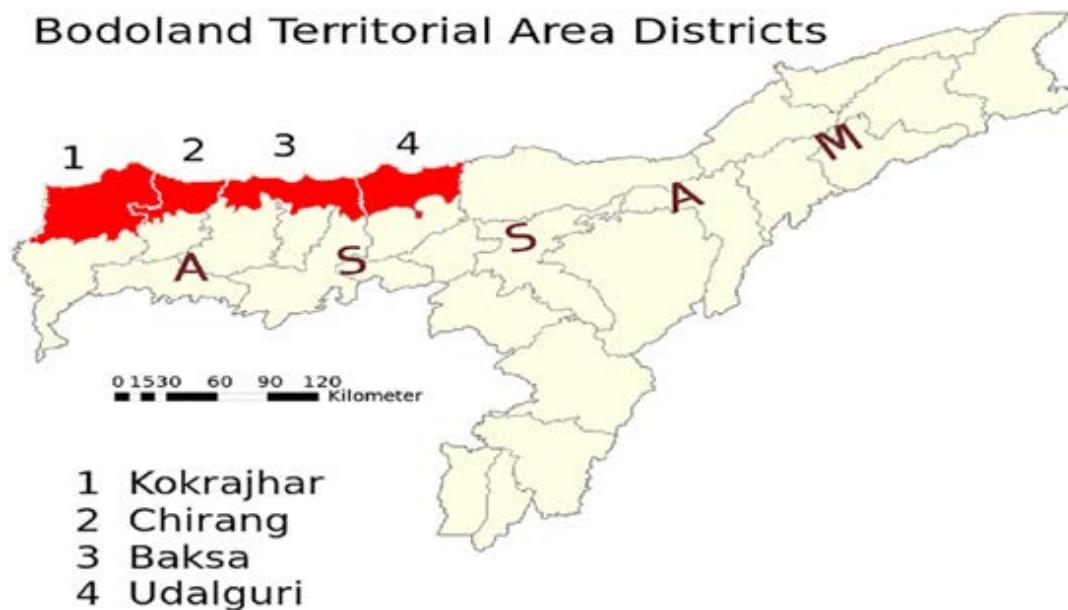 Bodoland Territorial Area Districts
1 2 3 4
A S S A M
0 15 30 60 90 120 Kilometer
1 Kokrajhar
2 Chirang
3 Baksa
4 Udalguri